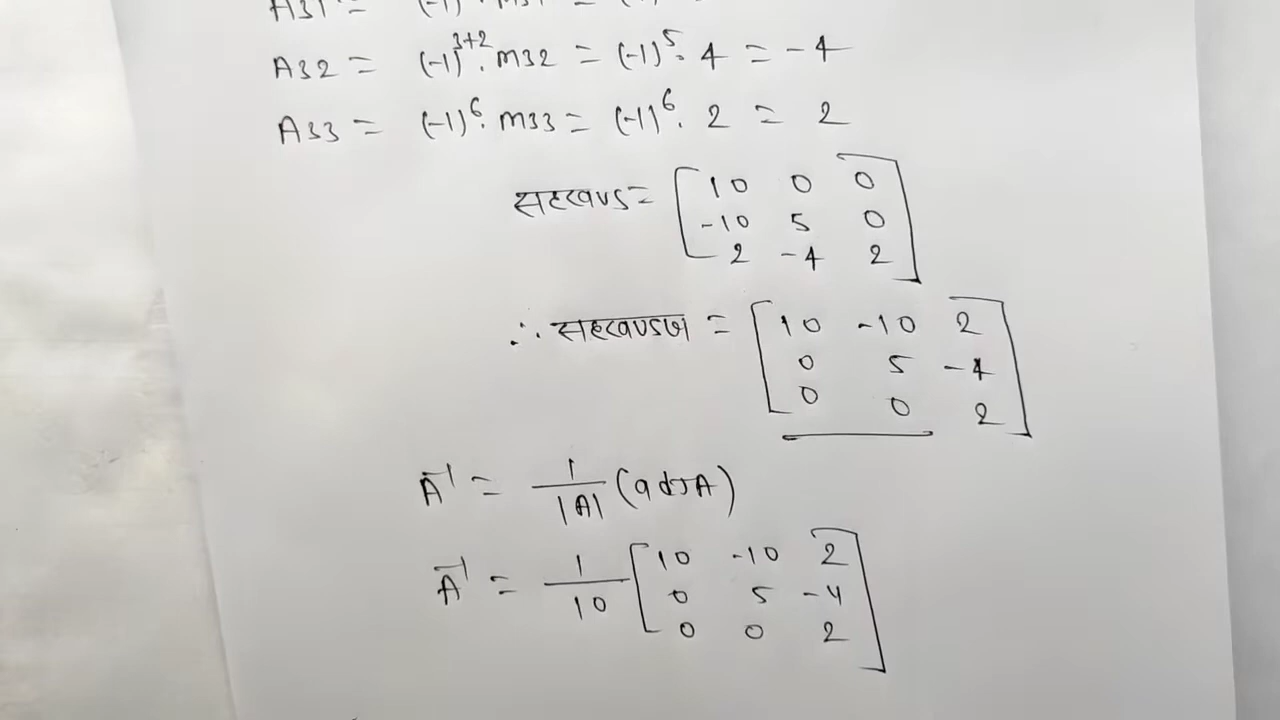 A32 = (-1)³⁺² . M32 = (-1)⁵ . 4 = -4
A33 = (-1)⁶ . M33 = (-1)⁶ . 2 = 2
सहखण्ड = [ 10 0 0
-10 5 0
2 -4 2 ]
∴ सहखण्डज = [ 10 -10 2
0 5 -4
0 0 2 ]
A⁻¹ = 1/|A| (adjA)
A⁻¹ = 1/10 [ 10 -10 2
0 5 -4
0 0 2 ]